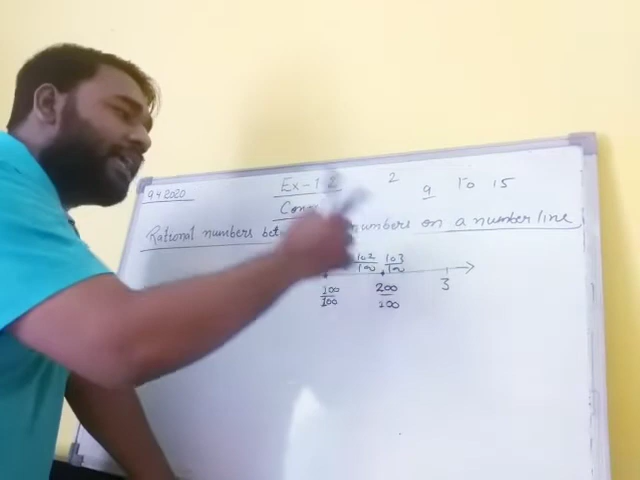 9.4.2020 Ex-1.2 2 9 To 15
Rational numbers numbers on a number line
102/100 103/100
100/100 200/100 3